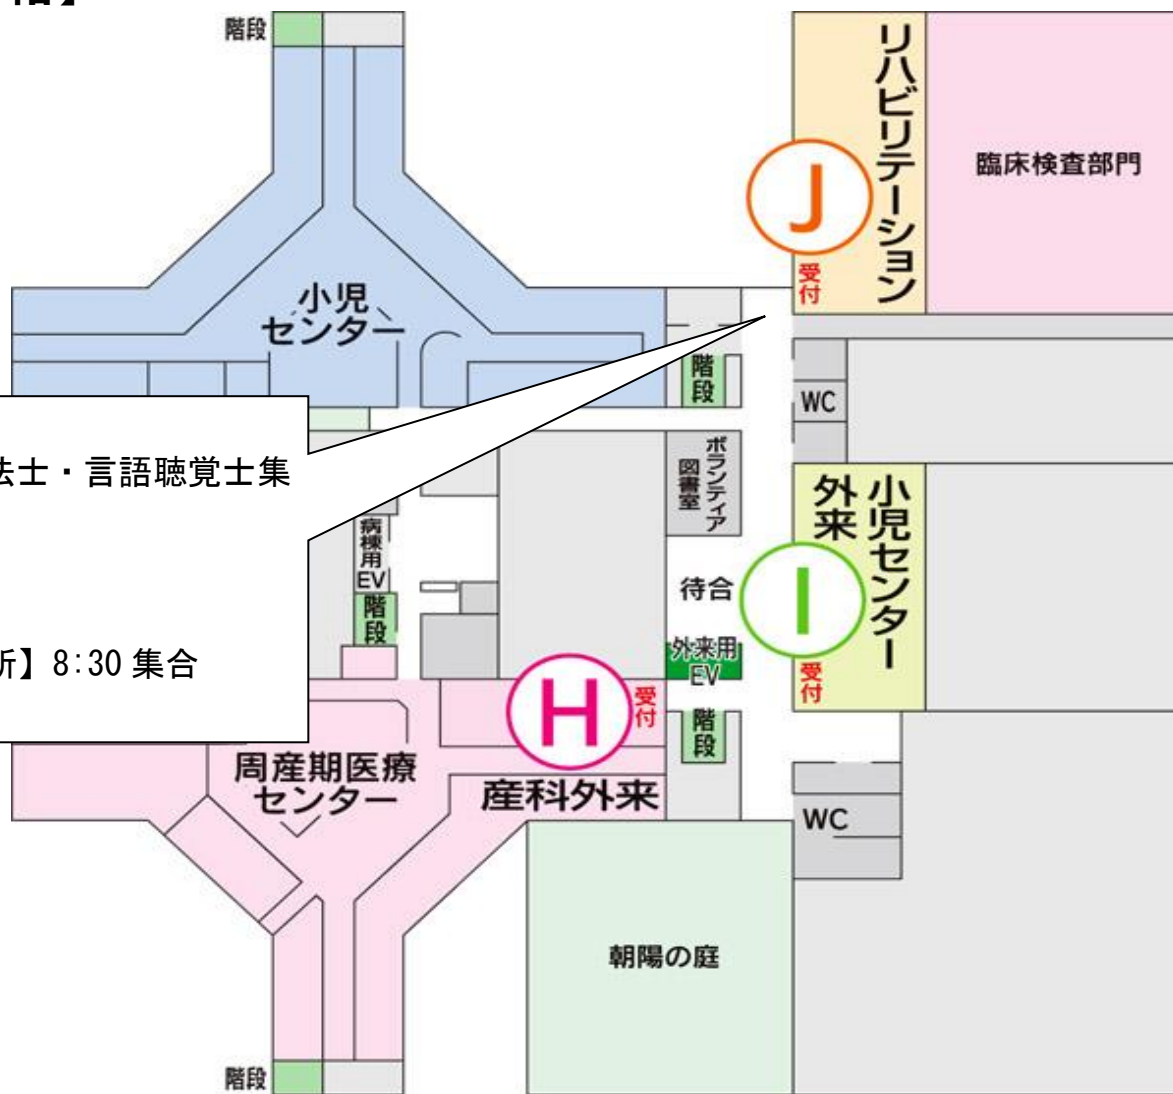 階段
リハビリテーション
臨床検査部門
J
受付
小児
センター
階段
WC
法士・言語聴覚士集
ボランティア
図書室
小児センター
外来
病棟用
EV
待合
I
階段
外来用
EV
所】8:30 集合
受付
H
受付
階段
周産期医療
センター
産科外来
WC
朝陽の庭
階段